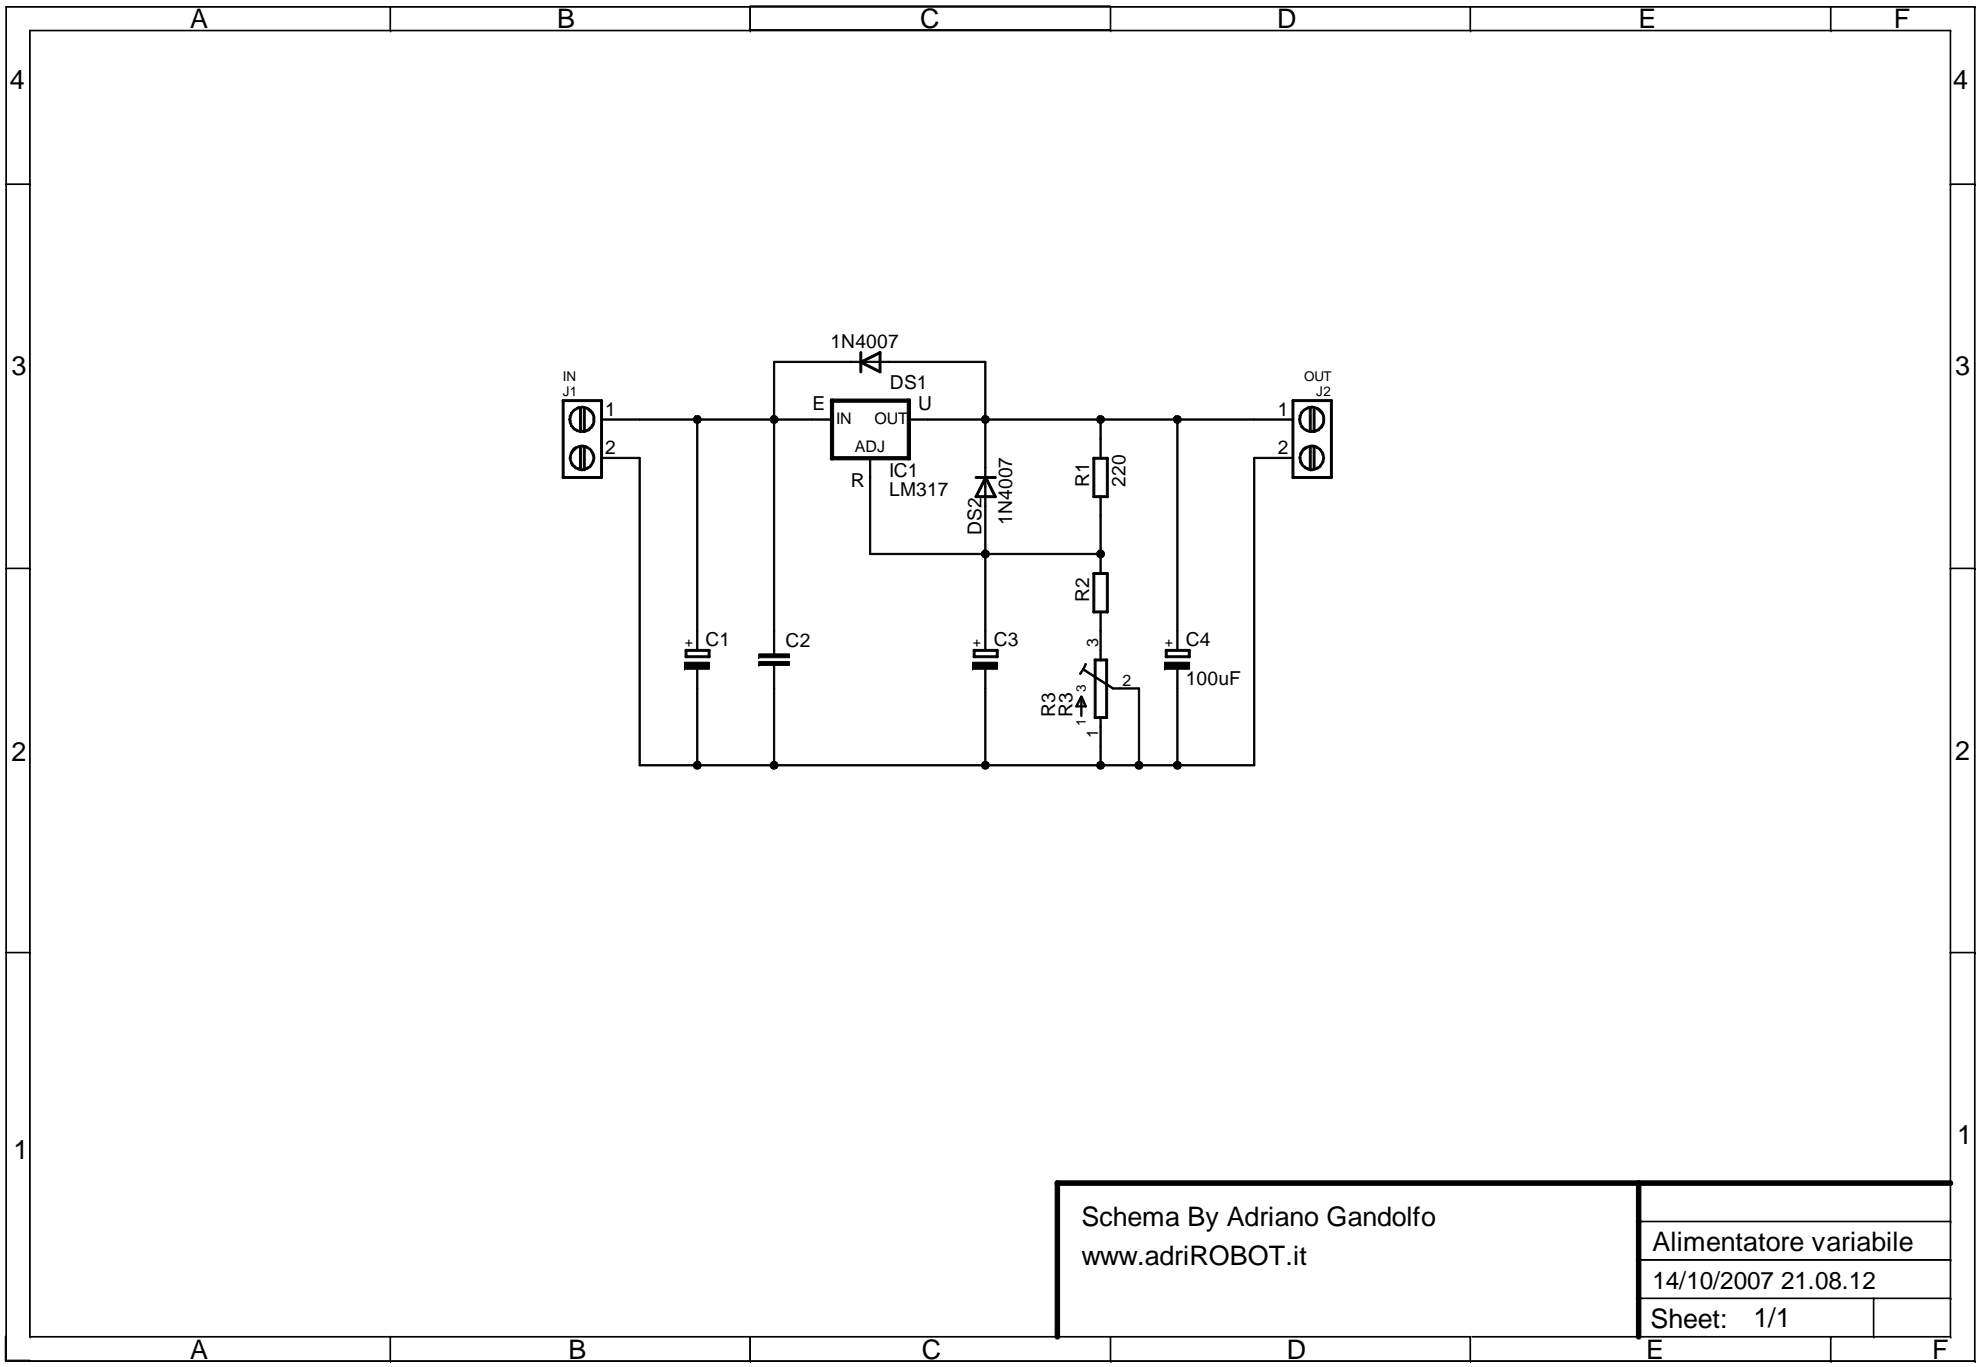 A B C D E F
4 4
1N4007
3 3
IN
J1
DS1
OUT
J2
E U
1 IN OUT 1
2 ADJ 2
IC1
R LM317
DS2 1N4007
R1 220
R2
+ C1
C2
+ C3
3
+ C4
100uF
2
R3
R3
1 3
1
2 2
1 1
Schema By Adriano Gandolfo
www.adriROBOT.it
Alimentatore variabile
14/10/2007 21.08.12
Sheet: 1/1
A B C D E F